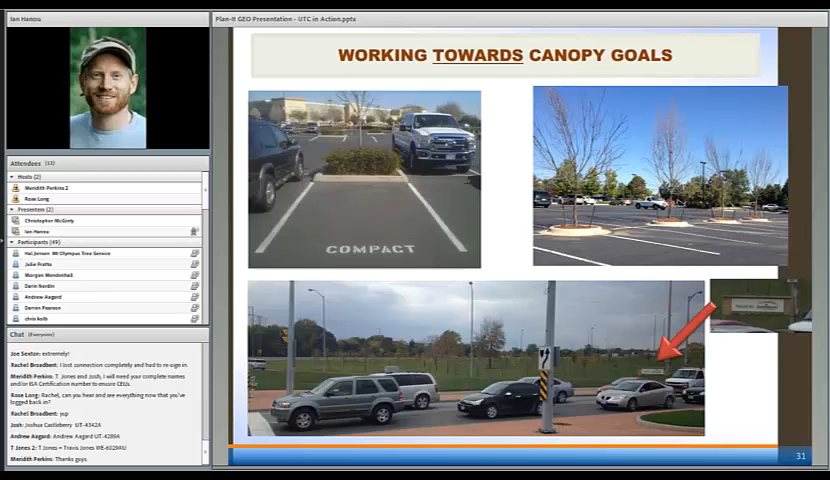 Ian Hanou
Plan-It GEO Presentation - UTC in Action.ppts
WORKING TOWARDS CANOPY GOALS
COMPACT
Attendees (53)
Hosts (2)
Meridith Perkins 2
Rose Long
Presenters (2)
Christopher McGinty
Ian Hanou
Participants (49)
Hal Jensen Mt Olympus Tree Service
Julie Fratto
Morgan Mendenhall
Darin Nordin
Andrew Aagard
Darren Pearson
chris kolb
Chat (Everyone)
Joe Sexton: extremely!
Rachel Broadbent: I lost connection completely and had to re-sign in
Meridith Perkins: T. Jones and Josh, I will need your complete names
and/or ISA Certification number to ensure CEUs.
Rose Long: Rachel, can you hear and see everything now that you've
logged back in?
Rachel Broadbent: yup
Josh: Joshua Castleberry UT-4342A
Andrew Aagard: Andrew Aagard UT-4289A
T Jones 2: T Jones = Travis Jones WE-6029AU
Meridith Perkins: Thanks guys.
31